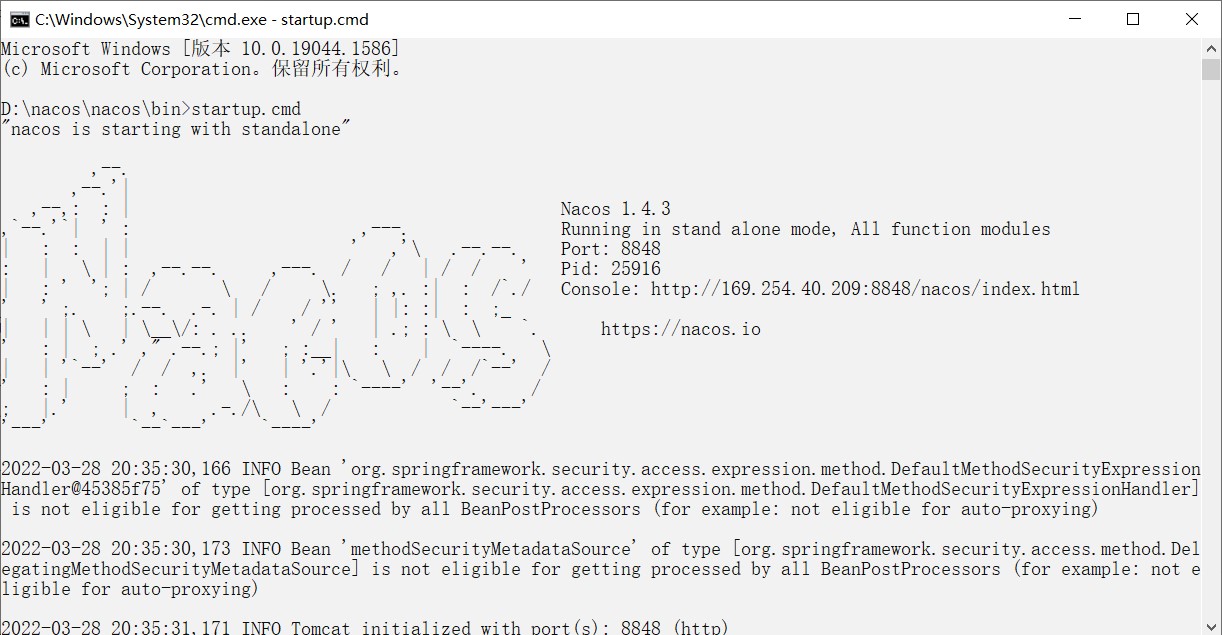 C:\Windows\System32\cmd.exe - startup.cmd
Microsoft Windows [版本 10.0.19044.1586]
(c) Microsoft Corporation。保留所有权利。
D:\nacos\nacos\bin>startup.cmd
"nacos is starting with standalone"
Nacos 1.4.3
Running in stand alone mode, All function modules
Port: 8848
Pid: 25916
Console: http://169.254.40.209:8848/nacos/index.html
https://nacos.io
2022-03-28 20:35:30,166 INFO Bean 'org.springframework.security.access.expression.method.DefaultMethodSecurityExpression
Handler@45385f75' of type [org.springframework.security.access.expression.method.DefaultMethodSecurityExpressionHandler]
is not eligible for getting processed by all BeanPostProcessors (for example: not eligible for auto-proxying)
2022-03-28 20:35:30,173 INFO Bean 'methodSecurityMetadataSource' of type [org.springframework.security.access.method.Del
egatingMethodSecurityMetadataSource] is not eligible for getting processed by all BeanPostProcessors (for example: not e
ligible for auto-proxying)
2022-03-28 20:35:31,171 INFO Tomcat initialized with port(s): 8848 (http)